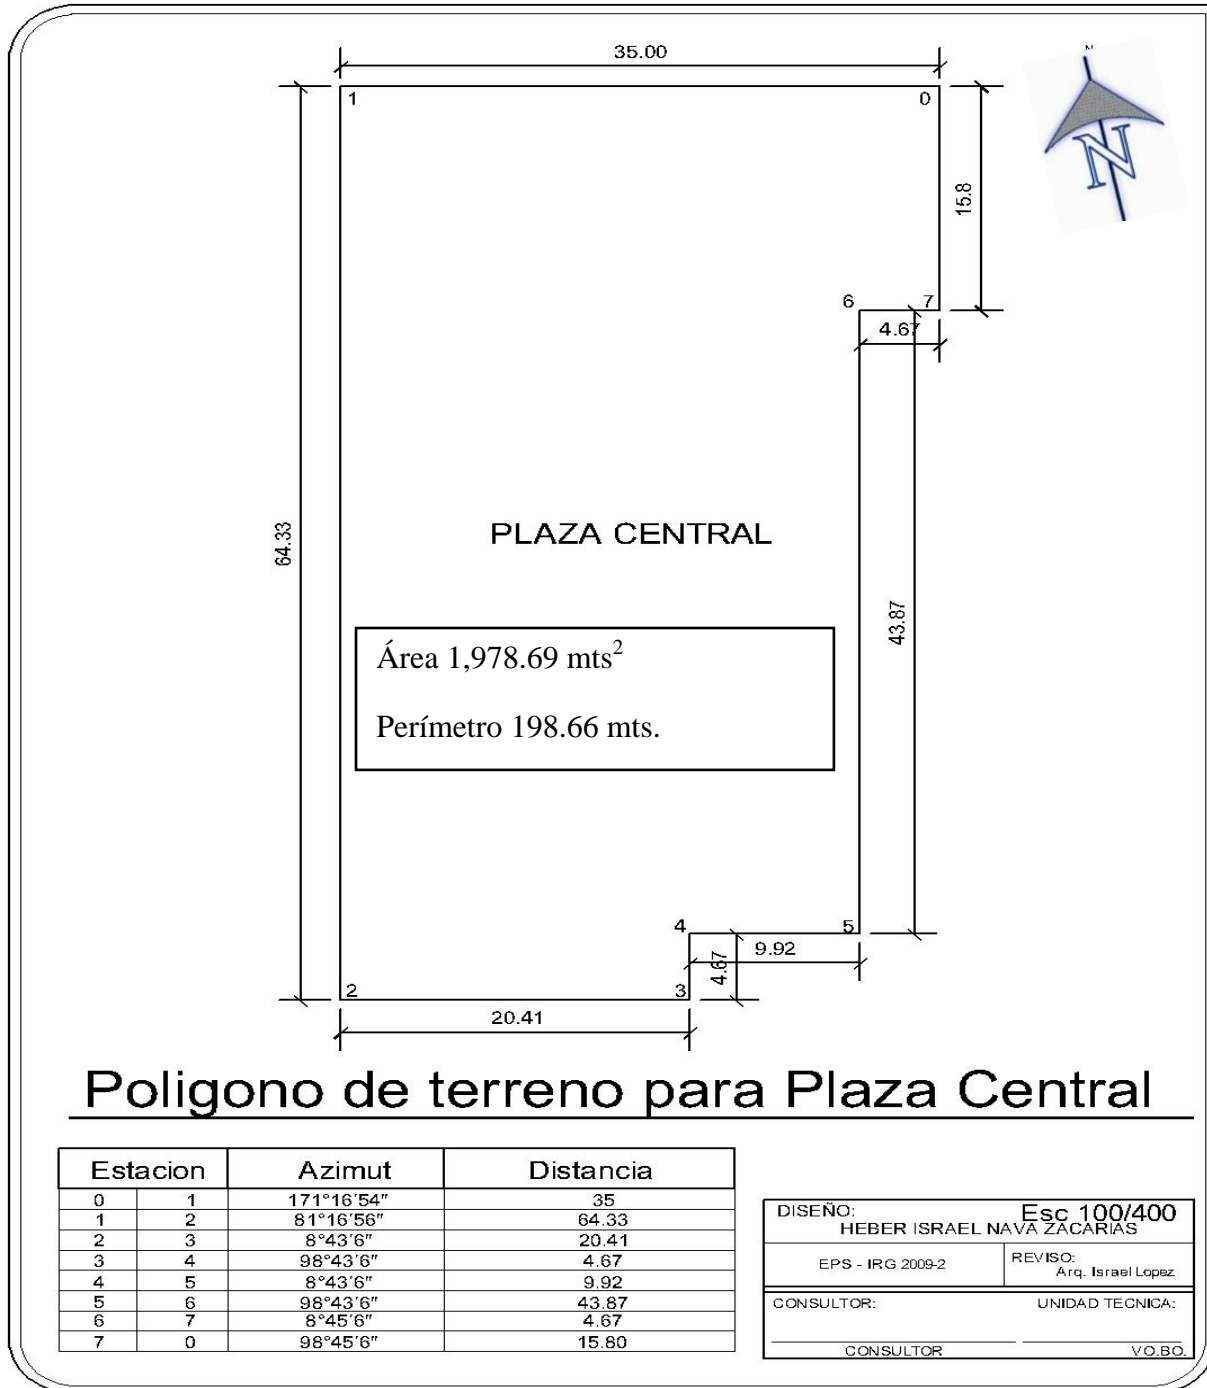 35.00
N
1
0
N
15.8
6
7
4.67
64.33
PLAZA CENTRAL
43.87
Área 1,978.69 mts²
Perímetro 198.66 mts.
4
5
4.67
9.92
2
3
20.41
Poligono de terreno para Plaza Central
Estacion Azimut Distancia
0 1 171°16'54" 35
1 2 81°16'56" 64.33
2 3 8°43'6" 20.41
3 4 98°43'6" 4.67
4 5 8°43'6" 9.92
5 6 98°43'6" 43.87
6 7 8°45'6" 4.67
7 0 98°45'6" 15.80
DISEÑO: Esc 100/400
HEBER ISRAEL NAVA ZACARIAS
EPS - IRG 2009-2
REVISO:
Arq. Israel Lopez
CONSULTOR: UNIDAD TECNICA:
CONSULTOR VO.BO.